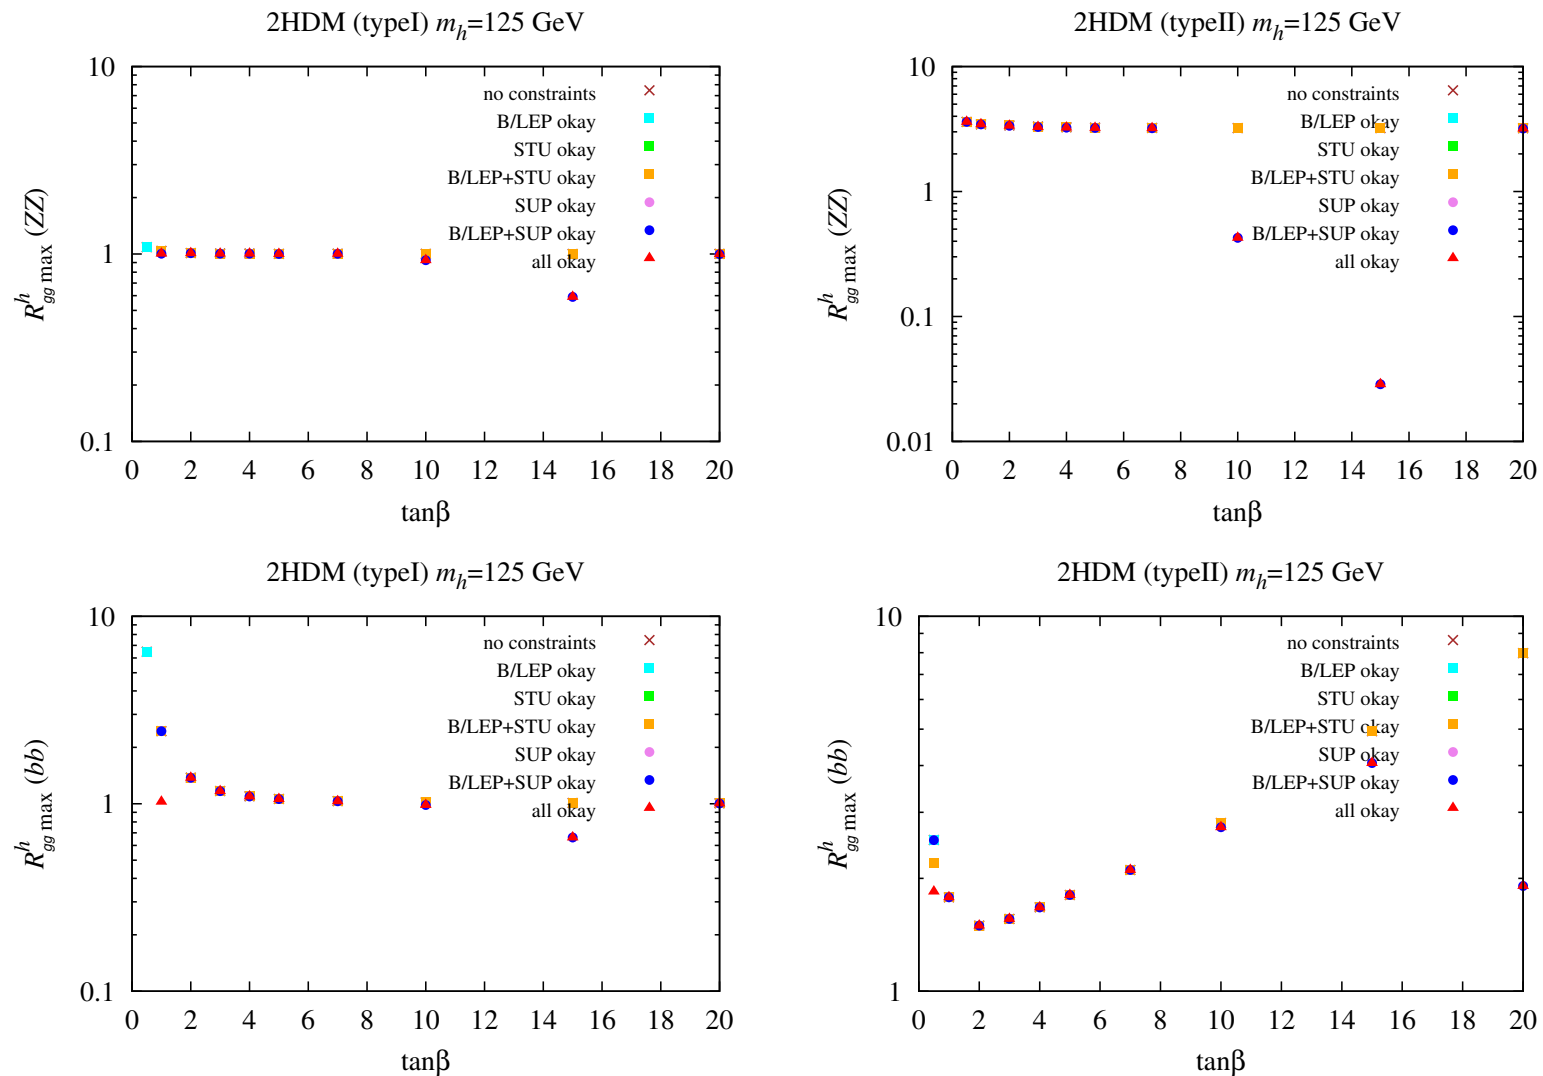 2HDM (typeI) m_h=125 GeV
10
1
0.1
R^h_gg max (ZZ)
no constraints
B/LEP okay
STU okay
B/LEP+STU okay
SUP okay
B/LEP+SUP okay
all okay
0 2 4 6 8 10 12 14 16 18 20
tanβ
2HDM (typeII) m_h=125 GeV
10
1
0.1
0.01
R^h_gg max (ZZ)
no constraints
B/LEP okay
STU okay
B/LEP+STU okay
SUP okay
B/LEP+SUP okay
all okay
0 2 4 6 8 10 12 14 16 18 20
tanβ
2HDM (typeI) m_h=125 GeV
10
1
0.1
R^h_gg max (bb)
no constraints
B/LEP okay
STU okay
B/LEP+STU okay
SUP okay
B/LEP+SUP okay
all okay
0 2 4 6 8 10 12 14 16 18 20
tanβ
2HDM (typeII) m_h=125 GeV
10
1
R^h_gg max (bb)
no constraints
B/LEP okay
STU okay
B/LEP+STU okay
SUP okay
B/LEP+SUP okay
all okay
0 2 4 6 8 10 12 14 16 18 20
tanβ